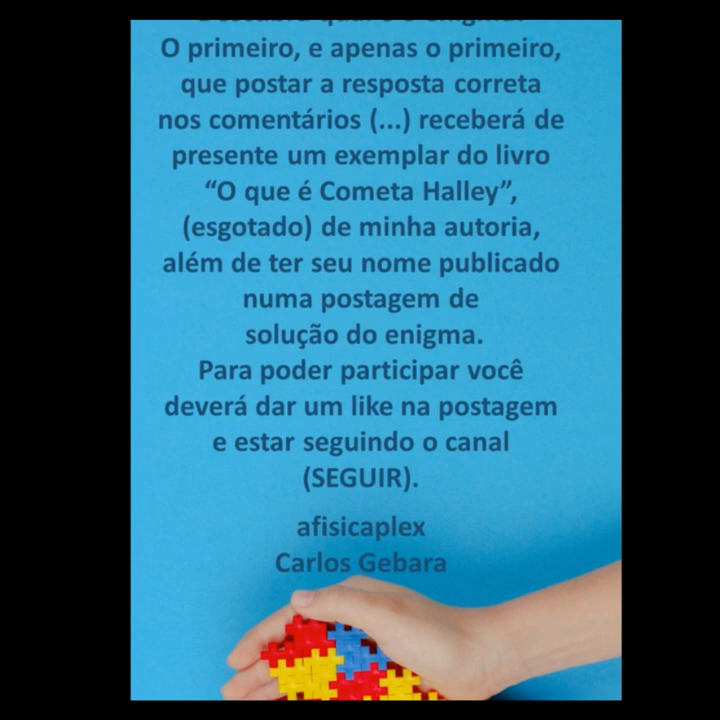 O primeiro, e apenas o primeiro,
que postar a resposta correta
nos comentários (...) receberá de
presente um exemplar do livro
“O que é Cometa Halley”,
(esgotado) de minha autoria,
além de ter seu nome publicado
numa postagem de
solução do enigma.
Para poder participar você
deverá dar um like na postagem
e estar seguindo o canal
(SEGUIR).
afisicaplex
Carlos Gebara